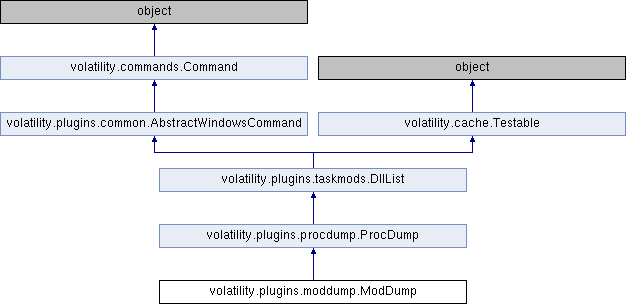 object
volatility.commands.Command
object
volatility.plugins.common.AbstractWindowsCommand
volatility.cache.Testable
volatility.plugins.taskmods.DllList
volatility.plugins.procdump.ProcDump
volatility.plugins.moddump.ModDump